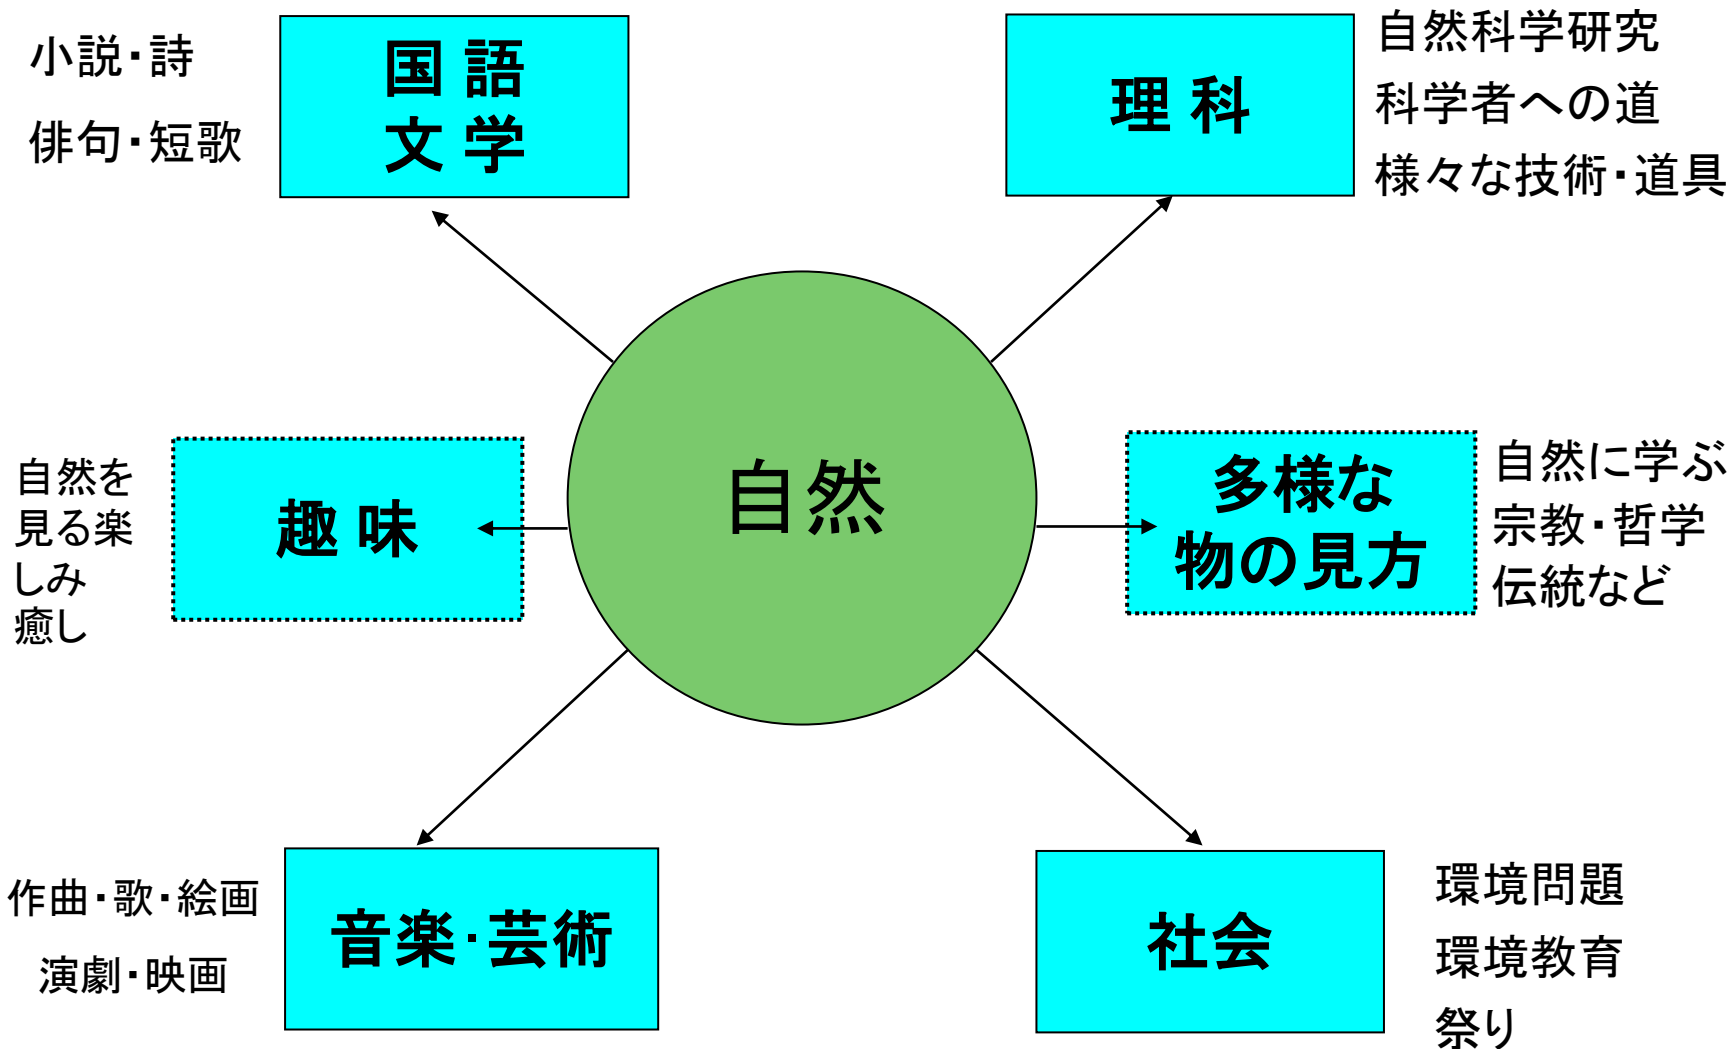 小説・詩
俳句・短歌
国 語
文 学
理 科
自然科学研究
科学者への道
様々な技術・道具
自然を
見る楽
しみ
癒し
趣 味
自然
多様な
物の見方
自然に学ぶ
宗教・哲学
伝統など
作曲・歌・絵画
演劇・映画
音楽・芸術
社会
環境問題
環境教育
祭り